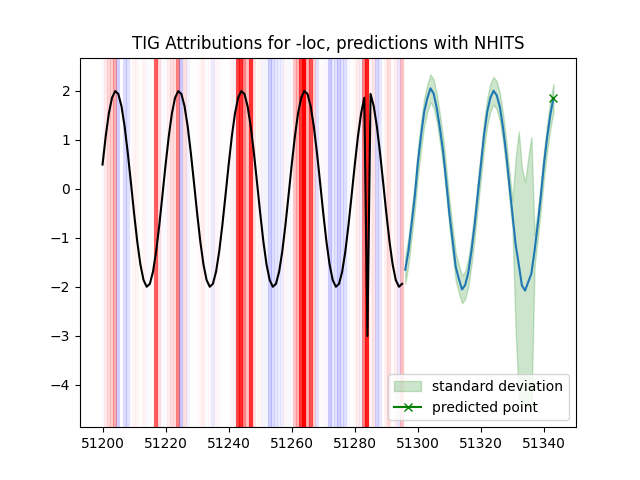 TIG Attributions for -loc, predictions with NHITS
2
1
0
−1
−2
−3
−4
standard deviation
predicted point
51200 51220 51240 51260 51280 51300 51320 51340